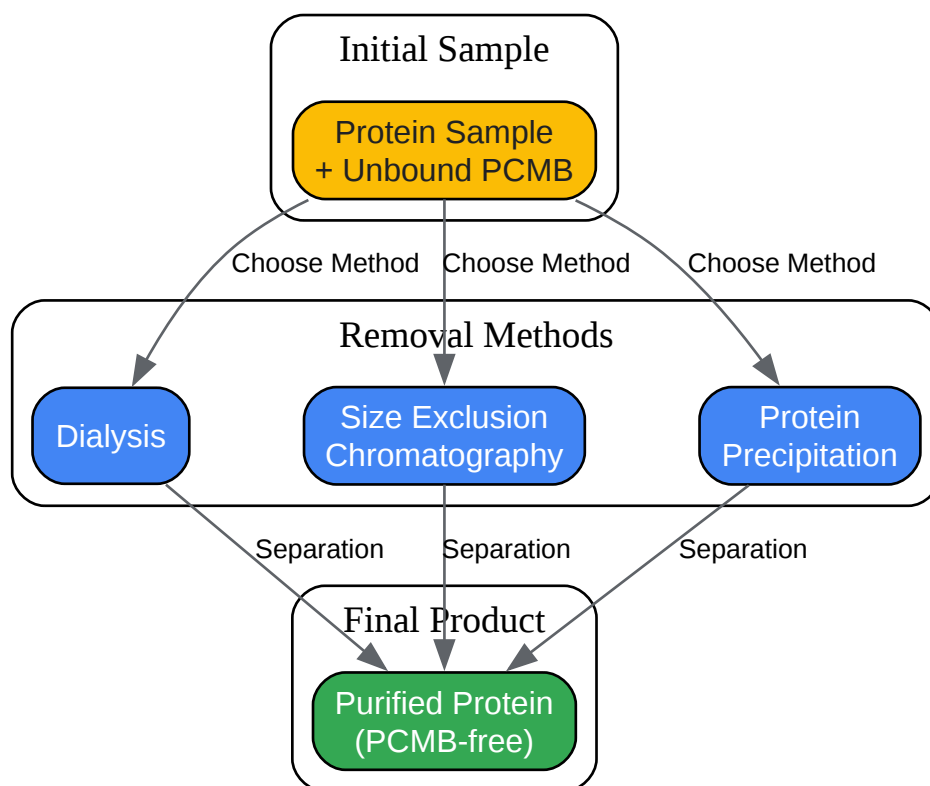 Initial Sample
Protein Sample
+ Unbound PCMB
Choose Method
Choose Method
Choose Method
Removal Methods
Dialysis
Size Exclusion
Chromatography
Protein
Precipitation
Separation
Separation
Separation
Final Product
Purified Protein
(PCMB-free)